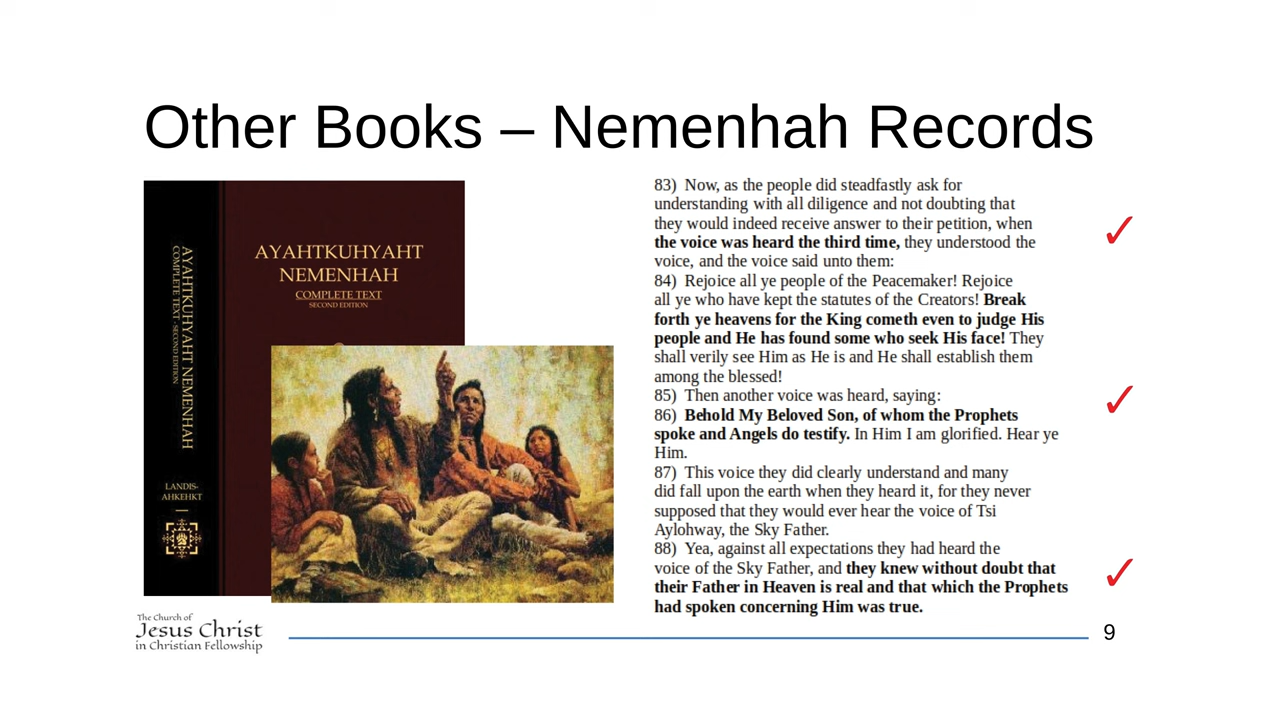 Other Books – Nemenhah Records
AYAHTKUHYAHT NEMENHAH
COMPLETE TEXT - SECOND EDITION
LANDIS-
AHKEHKT
AYAHTKUHYAHT
NEMENHAH
COMPLETE TEXT
SECOND EDITION
83) Now, as the people did steadfastly ask for
understanding with all diligence and not doubting that
they would indeed receive answer to their petition, when
the voice was heard the third time, they understood the
voice, and the voice said unto them:
84) Rejoice all ye people of the Peacemaker! Rejoice
all ye who have kept the statutes of the Creators! Break
forth ye heavens for the King cometh even to judge His
people and He has found some who seek His face! They
shall verily see Him as He is and He shall establish them
among the blessed!
85) Then another voice was heard, saying:
86) Behold My Beloved Son, of whom the Prophets
spoke and Angels do testify. In Him I am glorified. Hear ye
Him.
87) This voice they did clearly understand and many
did fall upon the earth when they heard it, for they never
supposed that they would ever hear the voice of Tsi
Aylohway, the Sky Father.
88) Yea, against all expectations they had heard the
voice of the Sky Father, and they knew without doubt that
their Father in Heaven is real and that which the Prophets
had spoken concerning Him was true.
✓
✓
✓
The Church of
Jesus Christ
in Christian Fellowship
9